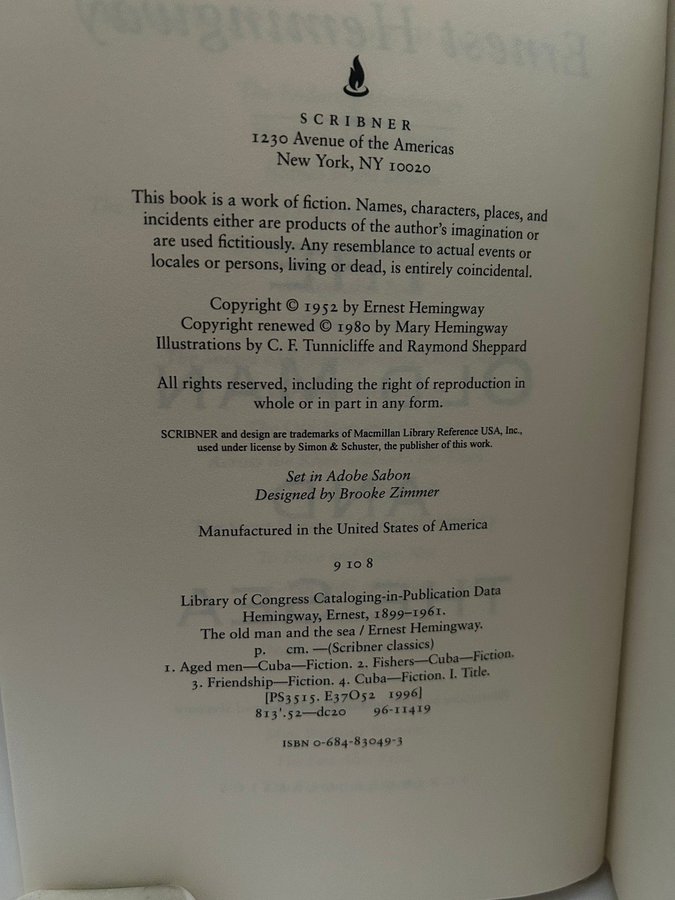 Ernest Hemingway
SCRIBNER
1230 Avenue of the Americas
New York, NY 10020
This book is a work of fiction. Names, characters, places, and
incidents either are products of the author's imagination or
are used fictitiously. Any resemblance to actual events or
locales or persons, living or dead, is entirely coincidental.
Copyright © 1952 by Ernest Hemingway
Copyright renewed © 1980 by Mary Hemingway
Illustrations by C. F. Tunnicliffe and Raymond Sheppard
All rights reserved, including the right of reproduction in
whole or in part in any form.
SCRIBNER and design are trademarks of Macmillan Library Reference USA, Inc.,
used under license by Simon & Schuster, the publisher of this work.
Set in Adobe Sabon
Designed by Brooke Zimmer
Manufactured in the United States of America
9 10 8
Library of Congress Cataloging-in-Publication Data
Hemingway, Ernest, 1899–1961.
The old man and the sea / Ernest Hemingway.
p. cm. —(Scribner classics)
1. Aged men—Cuba—Fiction. 2. Fishers—Cuba—Fiction.
3. Friendship—Fiction. 4. Cuba—Fiction. I. Title.
[PS3515. E37O52 1996]
813'.52—dc20 96-11419
ISBN 0-684-83049-3